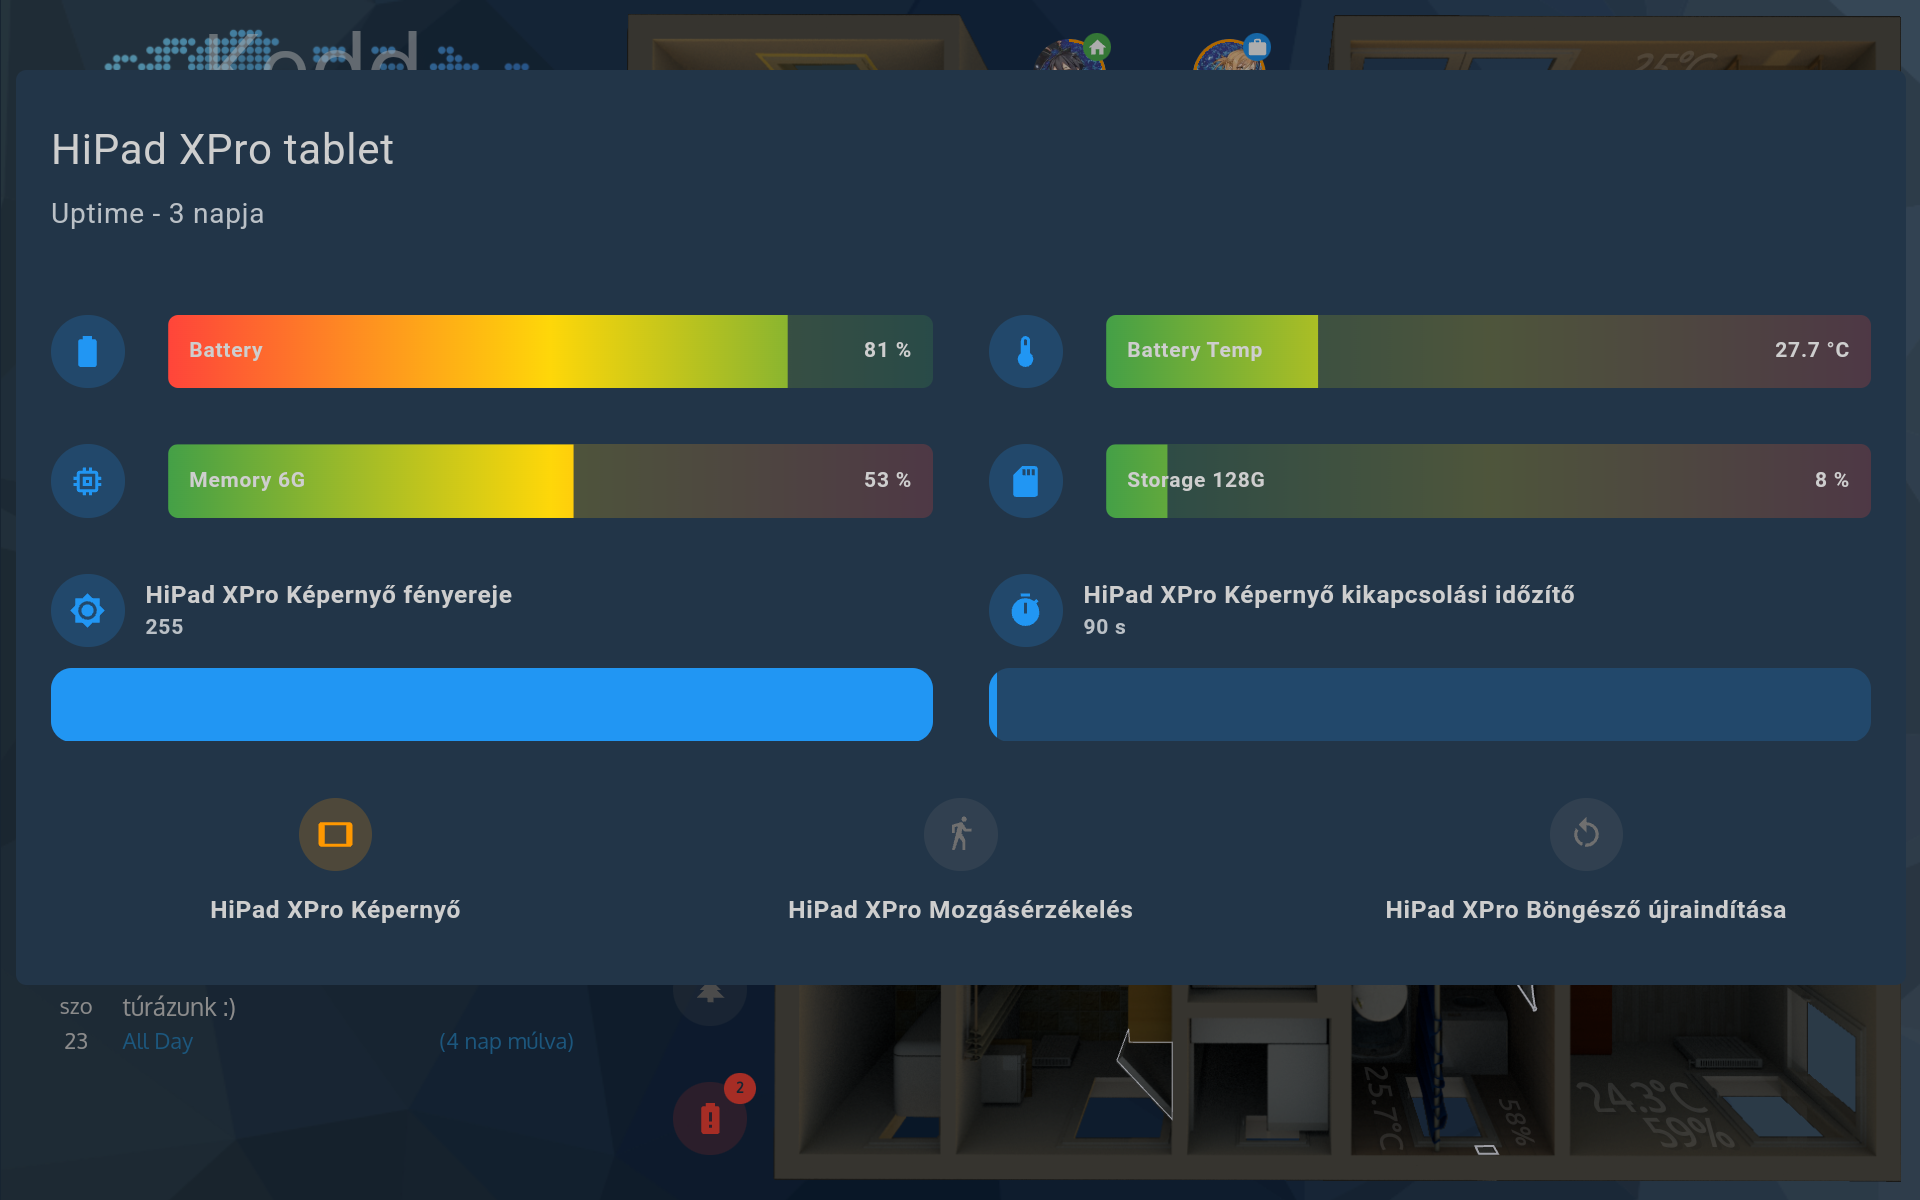 Kedd
25°C
HiPad XPro tablet
Uptime - 3 napja
Battery 81 %
Battery Temp 27.7 °C
Memory 6G 53 %
Storage 128G 8 %
HiPad XPro Képernyő fényereje
255
HiPad XPro Képernyő kikapcsolási időzítő
90 s
HiPad XPro Képernyő
HiPad XPro Mozgásérzékelés
HiPad XPro Böngésző újraindítása
szo túrázunk :)
23 All Day (4 nap múlva)
2
25.7°C
58%
24.3°C
59%